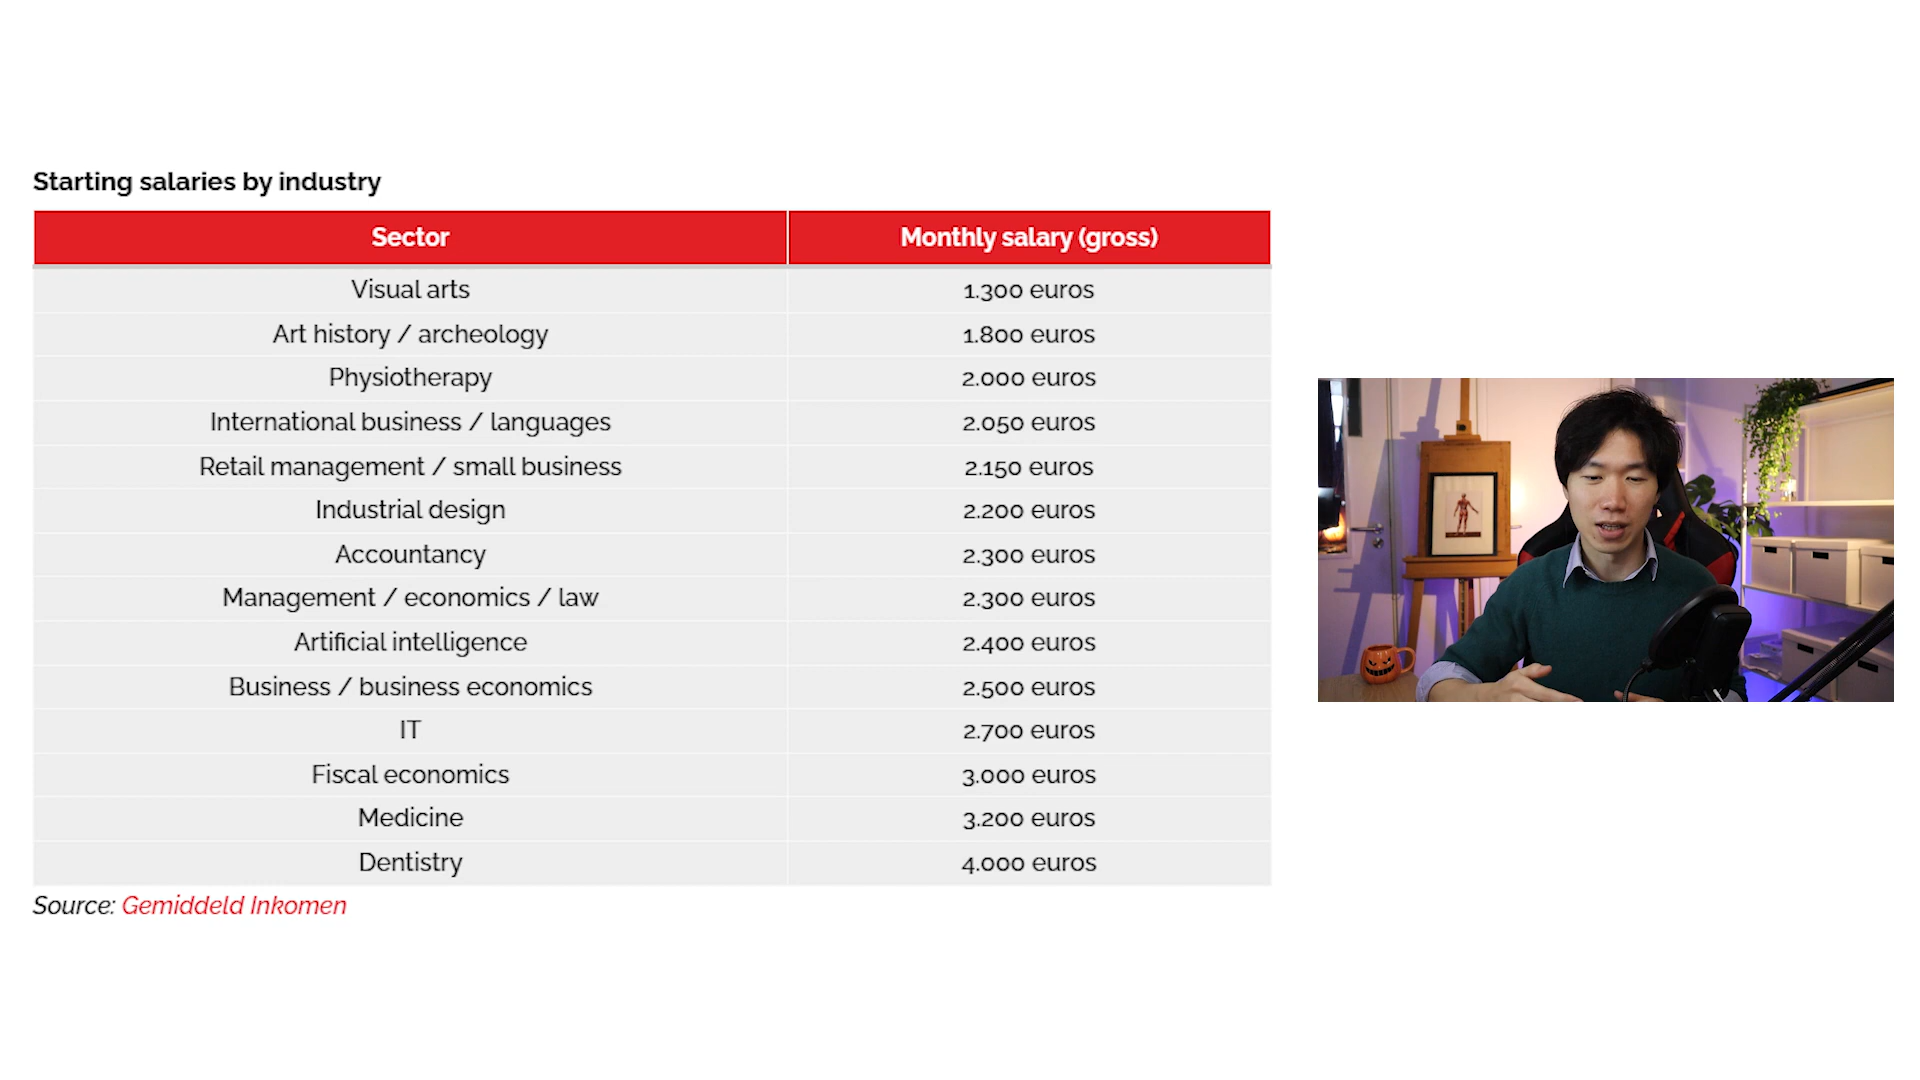 Starting salaries by industry
Sector Monthly salary (gross)
Visual arts 1.300 euros
Art history / archeology 1.800 euros
Physiotherapy 2.000 euros
International business / languages 2.050 euros
Retail management / small business 2.150 euros
Industrial design 2.200 euros
Accountancy 2.300 euros
Management / economics / law 2.300 euros
Artificial intelligence 2.400 euros
Business / business economics 2.500 euros
IT 2.700 euros
Fiscal economics 3.000 euros
Medicine 3.200 euros
Dentistry 4.000 euros
Source: Gemiddeld Inkomen